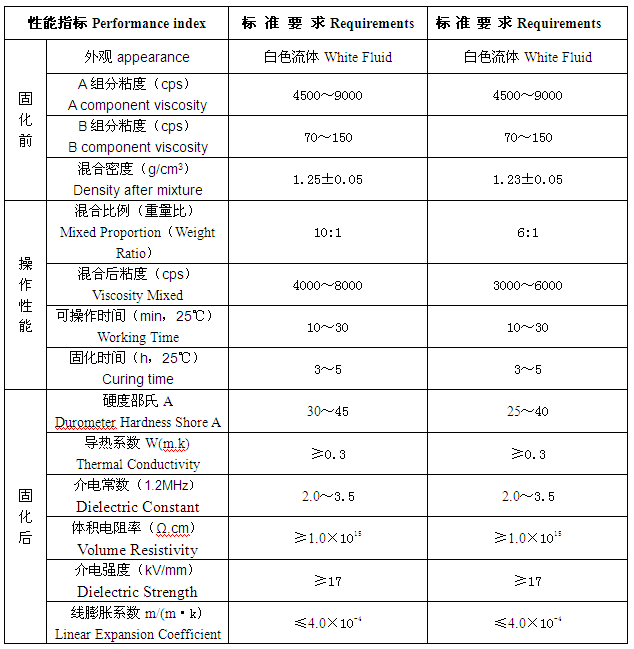 性能指标 Performance index 标 准 要 求 Requirements 标 准 要 求 Requirements
固化前
外观 appearance 白色流体 White Fluid 白色流体 White Fluid
A 组分粘度（cps）
A component viscosity 4500～9000 4500～9000
B 组分粘度（cps）
B component viscosity 70～150 70～150
混合密度（g/cm³）
Density after mixture 1.25±0.05 1.23±0.05
操作性能
混合比例（重量比）
Mixed Proportion（Weight
Ratio） 10:1 6:1
混合后粘度（cps）
Viscosity Mixed 4000～8000 3000～6000
可操作时间（min，25℃）
Working Time 10～30 10～30
固化时间（h，25℃）
Curing time 3～5 3～5
固化后
硬度邵氏 A
Durometer Hardness Shore A 30～45 25～40
导热系数 W(m.k)
Thermal Conductivity ≥0.3 ≥0.3
介电常数（1.2MHz）
Dielectric Constant 2.0～3.5 2.0～3.5
体积电阻率（Ω.cm）
Volume Resistivity ≥1.0×10¹⁵ ≥1.0×10¹⁵
介电强度（kV/mm）
Dielectric Strength ≥17 ≥17
线膨胀系数 m/(m·k)
Linear Expansion Coefficient ≤4.0×10⁻⁴ ≤4.0×10⁻⁴